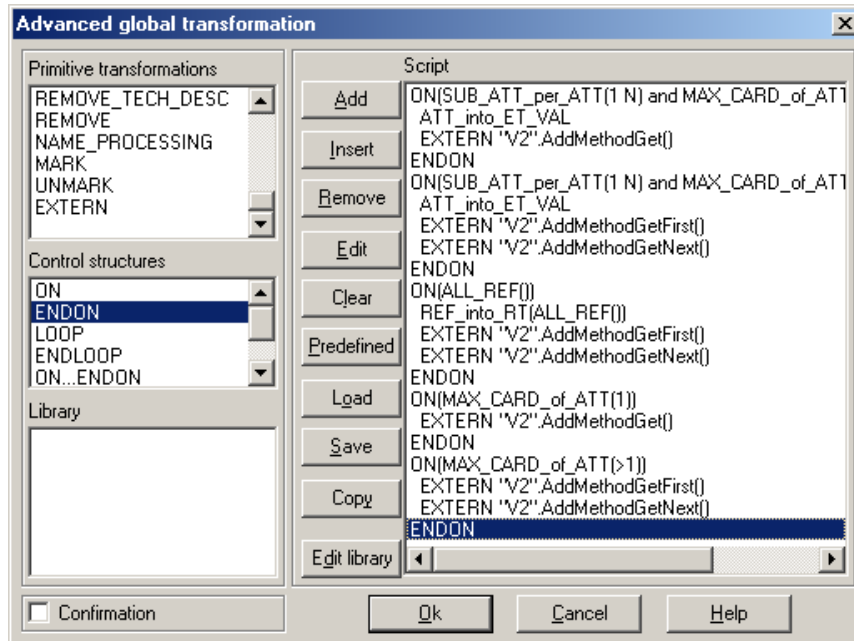 Advanced global transformation
Primitive transformations
REMOVE_TECH_DESC
REMOVE
NAME_PROCESSING
MARK
UNMARK
EXTERN
Control structures
ON
ENDON
LOOP
ENDLOOP
ON...ENDON
Library
Confirmation
Add
Insert
Remove
Edit
Clear
Predefined
Load
Save
Copy
Edit library
Script
ON(SUB_ATT_per_ATT(1 N) and MAX_CARD_of_ATT
ATT_into_ET_VAL
EXTERN "V2".AddMethodGet()
ENDON
ON(SUB_ATT_per_ATT(1 N) and MAX_CARD_of_ATT
ATT_into_ET_VAL
EXTERN "V2".AddMethodGetFirst()
EXTERN "V2".AddMethodGetNext()
ENDON
ON(ALL_REF())
REF_into_RT(ALL_REF())
EXTERN "V2".AddMethodGetFirst()
EXTERN "V2".AddMethodGetNext()
ENDON
ON(MAX_CARD_of_ATT(1))
EXTERN "V2".AddMethodGet()
ENDON
ON(MAX_CARD_of_ATT(>1))
EXTERN "V2".AddMethodGetFirst()
EXTERN "V2".AddMethodGetNext()
ENDON
Ok
Cancel
Help